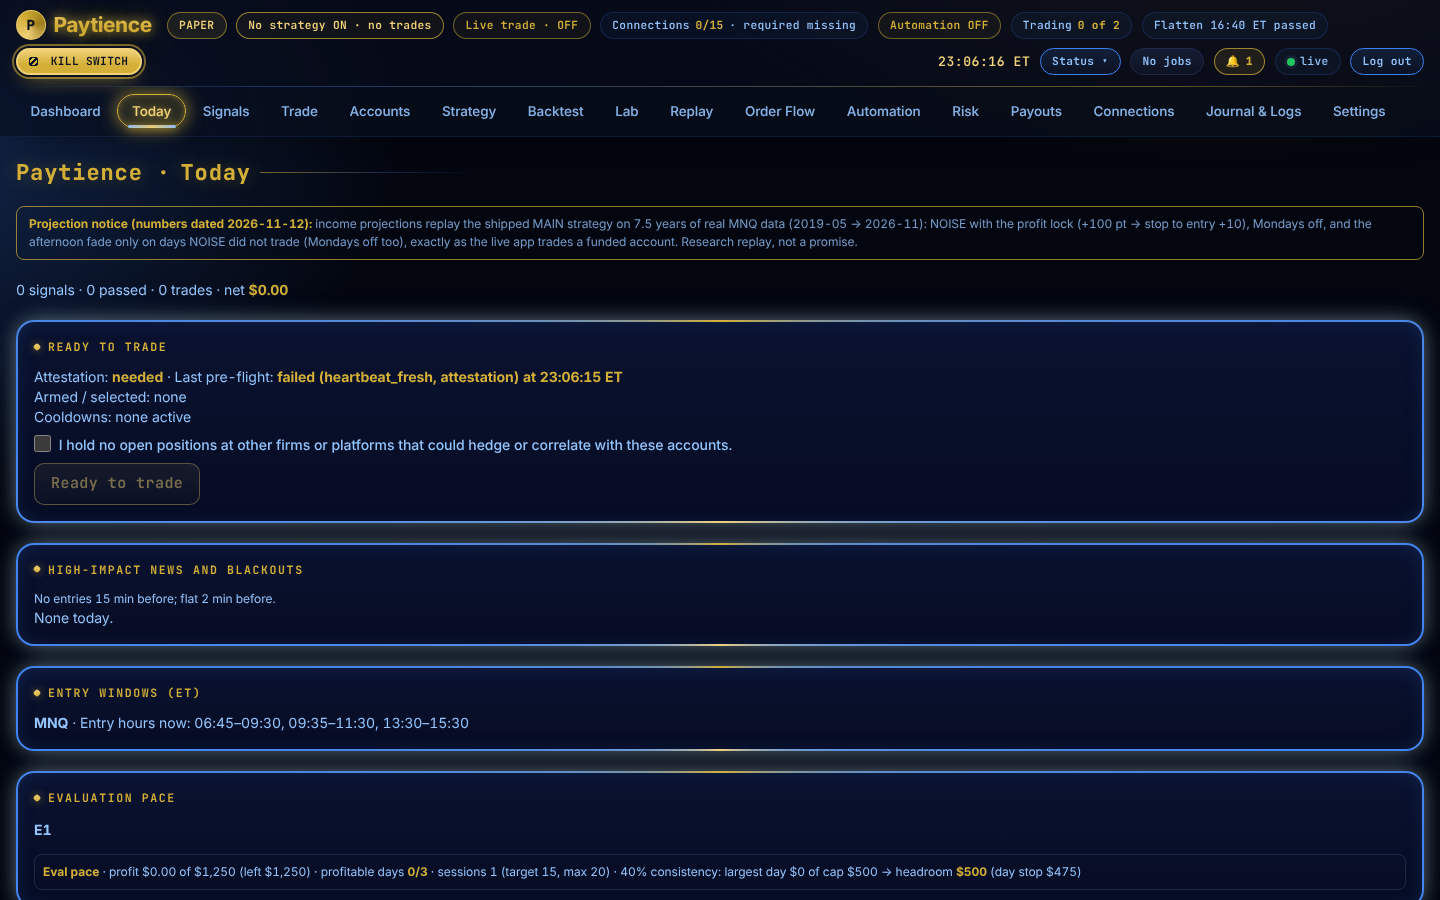 P Paytience PAPER No strategy ON · no trades Live trade · OFF Connections 0/15 · required missing Automation OFF Trading 0 of 2 Flatten 16:40 ET passed
KILL SWITCH 23:06:16 ET Status ▾ No jobs 🔔 1 live Log out
Dashboard Today Signals Trade Accounts Strategy Backtest Lab Replay Order Flow Automation Risk Payouts Connections Journal & Logs Settings
Paytience · Today
Projection notice (numbers dated 2026-11-12): income projections replay the shipped MAIN strategy on 7.5 years of real MNQ data (2019-05 → 2026-11): NOISE with the profit lock (+100 pt → stop to entry +10), Mondays off, and the
afternoon fade only on days NOISE did not trade (Mondays off too), exactly as the live app trades a funded account. Research replay, not a promise.
0 signals · 0 passed · 0 trades · net $0.00
READY TO TRADE
Attestation: needed · Last pre-flight: failed (heartbeat_fresh, attestation) at 23:06:15 ET
Armed / selected: none
Cooldowns: none active
I hold no open positions at other firms or platforms that could hedge or correlate with these accounts.
Ready to trade
HIGH-IMPACT NEWS AND BLACKOUTS
No entries 15 min before; flat 2 min before.
None today.
ENTRY WINDOWS (ET)
MNQ · Entry hours now: 06:45–09:30, 09:35–11:30, 13:30–15:30
EVALUATION PACE
E1
Eval pace · profit $0.00 of $1,250 (left $1,250) · profitable days 0/3 · sessions 1 (target 15, max 20) · 40% consistency: largest day $0 of cap $500 → headroom $500 (day stop $475)